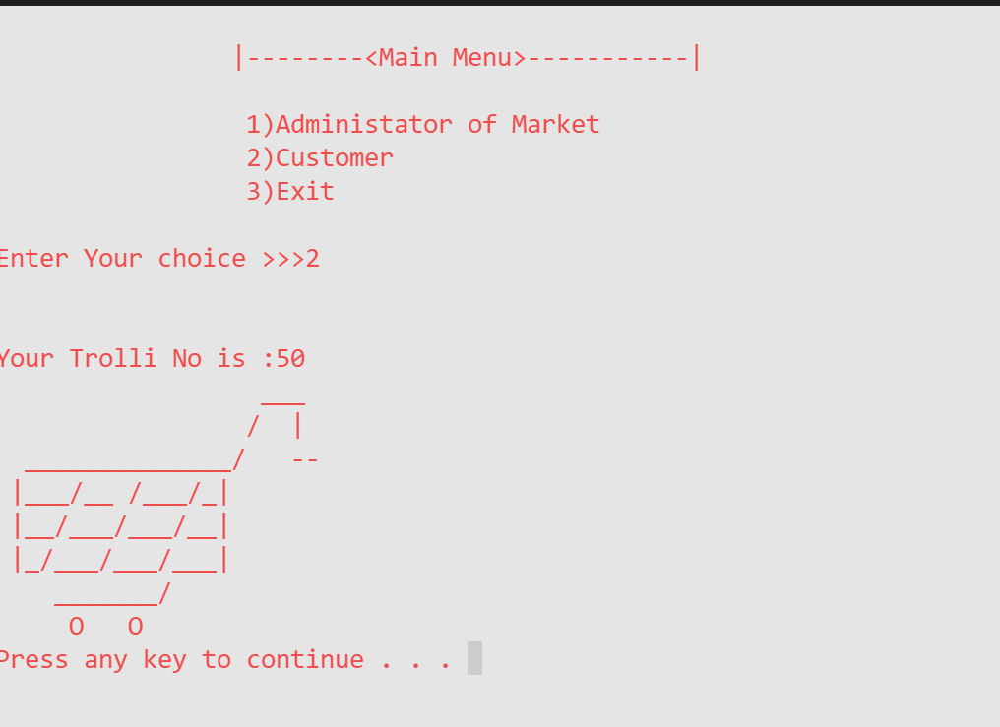 |--------<Main Menu>-----------|
1)Administator of Market
2)Customer
3)Exit
Enter Your choice >>>2
Your Trolli No is :50
                  ___
                 /  |
  ______________/   --
 |___/__ /___/_|
 |__/___/___/__|
 |_/___/___/___|
    _______/
     O   O
Press any key to continue . . .